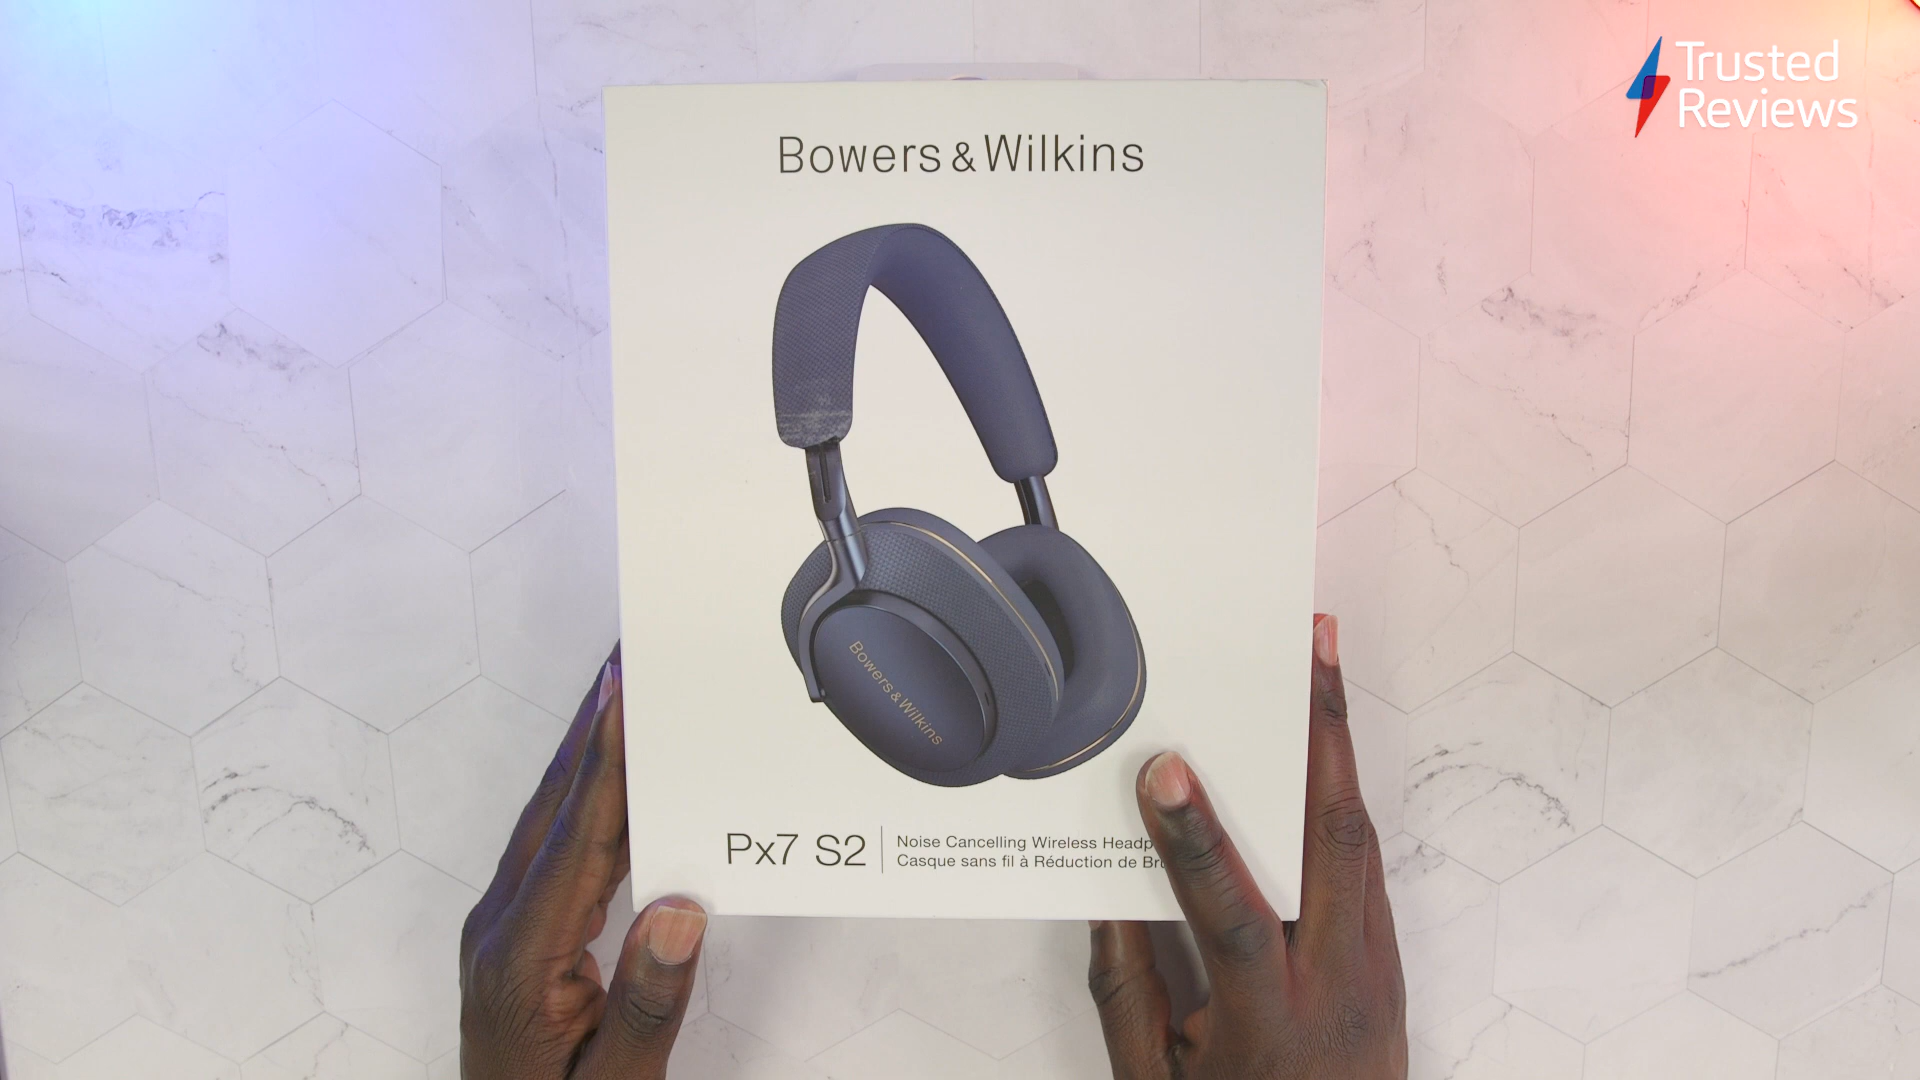 Trusted
Reviews
Bowers & Wilkins
Bowers & Wilkins
Px7 S2
Noise Cancelling Wireless
Casque sans fil à Réduction de